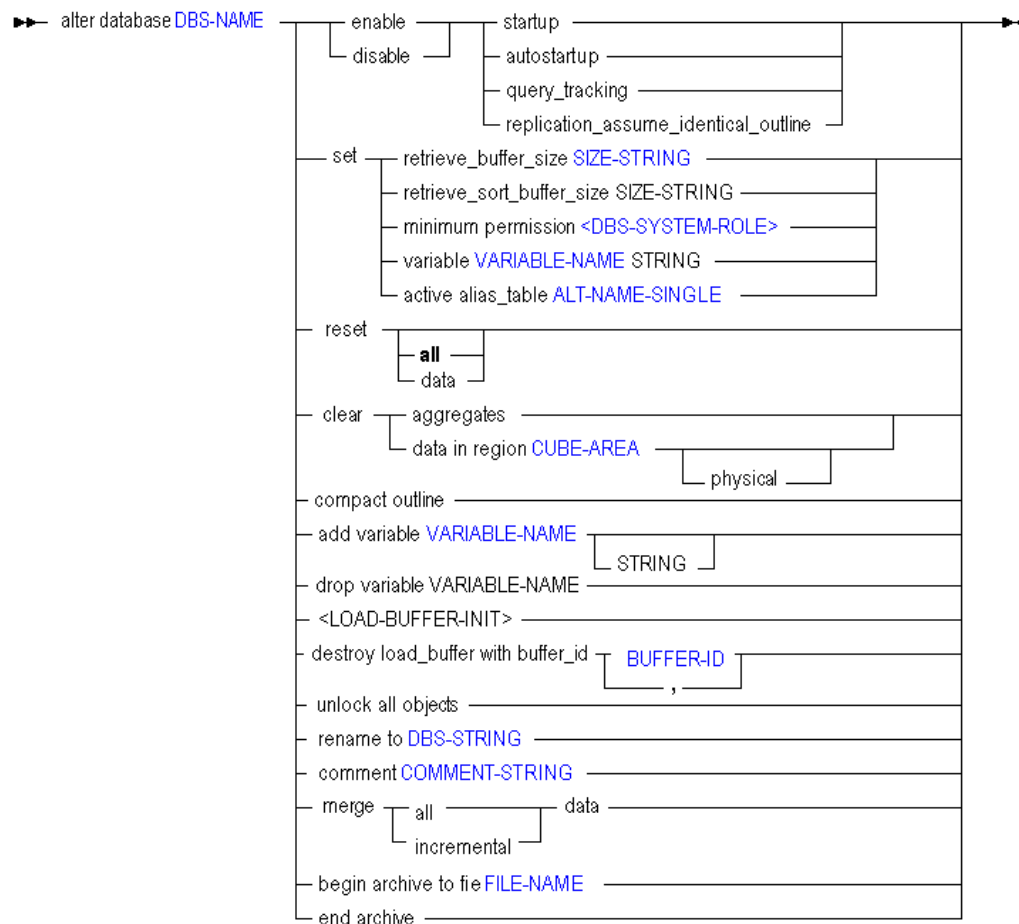 alter database DBS-NAME
enable startup
disable autostartup
query_tracking
replication_assume_identical_outline
set retrieve_buffer_size SIZE-STRING
retrieve_sort_buffer_size SIZE-STRING
minimum permission <DBS-SYSTEM-ROLE>
variable VARIABLE-NAME STRING
active alias_table ALT-NAME-SINGLE
reset
all
data
clear aggregates
data in region CUBE-AREA
physical
compact outline
add variable VARIABLE-NAME
STRING
drop variable VARIABLE-NAME
<LOAD-BUFFER-INIT>
destroy load_buffer with buffer_id BUFFER-ID
,
unlock all objects
rename to DBS-STRING
comment COMMENT-STRING
merge all data
incremental
begin archive to fie FILE-NAME
end archive